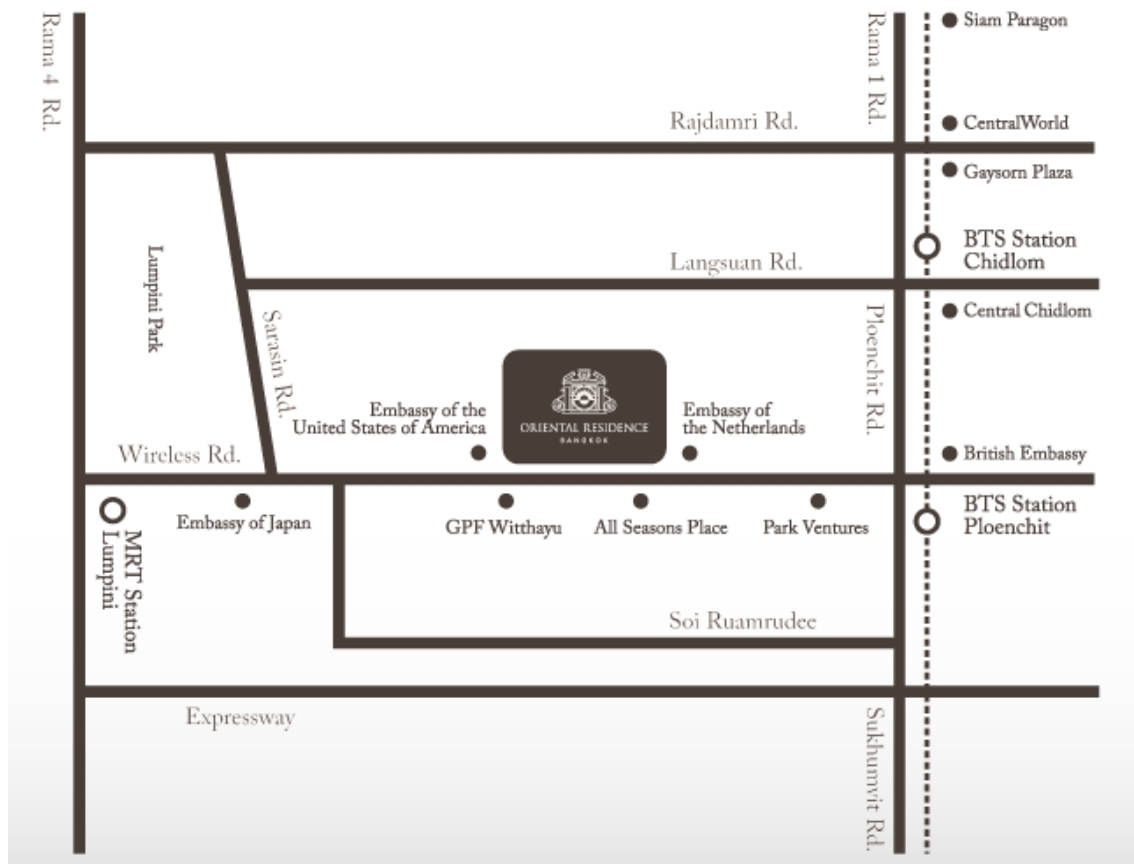 Rama 4 Rd.
Rama 1 Rd.
Siam Paragon
Rajdamri Rd.
CentralWorld
Gaysorn Plaza
Lumpini Park
Langsuan Rd.
BTS Station
Chidlom
Sarasin Rd.
Ploenchit Rd.
Central Chidlom
Embassy of the
United States of America
ORIENTAL RESIDENCE
BANGKOK
Embassy of
the Netherlands
Wireless Rd.
British Embassy
MRT Station
Lumpini
Embassy of Japan
GPF Witthayu
All Seasons Place
Park Ventures
BTS Station
Ploenchit
Soi Ruamrudee
Expressway
Sukhumvit Rd.